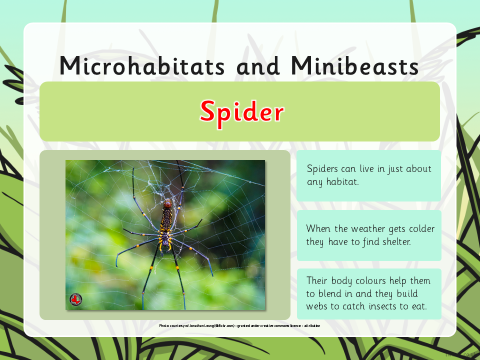 Microhabitats and Minibeasts
Spider
Spiders can live in just about
any habitat.
When the weather gets colder
they have to find shelter.
Their body colours help them
to blend in and they build
webs to catch insects to eat.